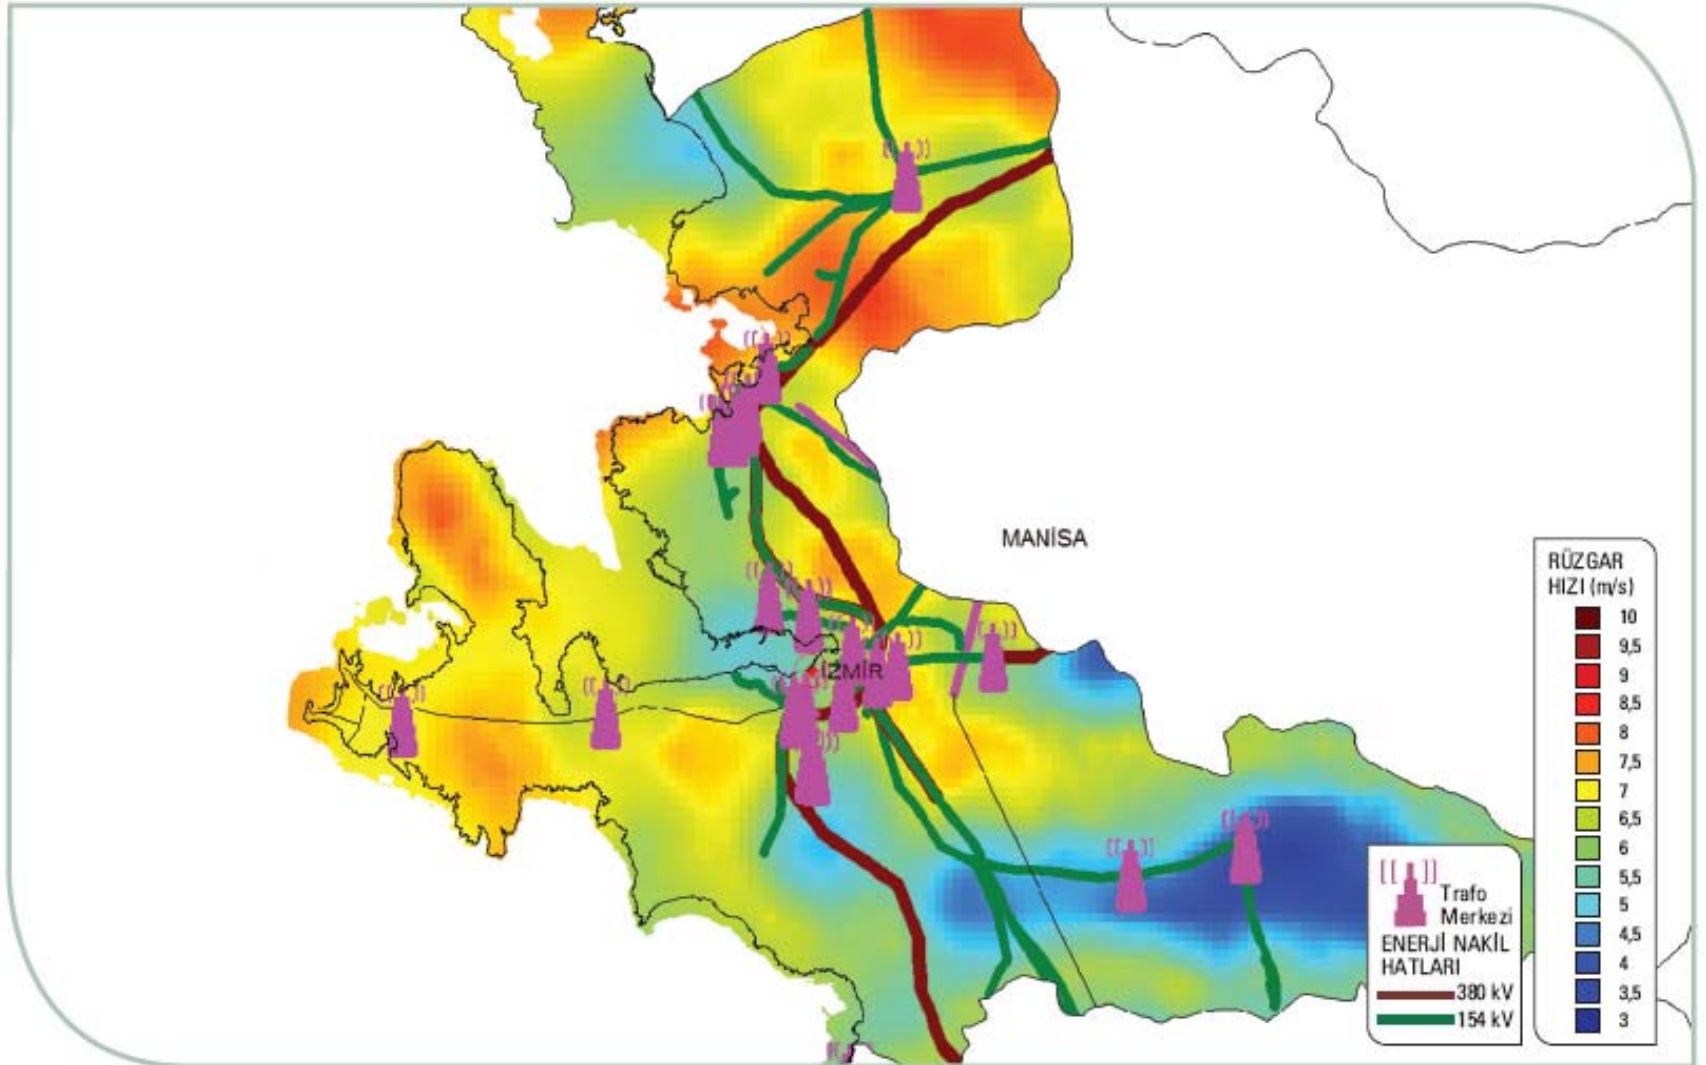 MANİSA
İZMİR
RÜZGAR
HIZI (m/s)
10
9,5
9
8,5
8
7,5
7
6,5
6
5,5
5
4,5
4
3,5
3
Trafo
Merkezi
ENERJİ NAKİL
HATLARI
380 kV
154 kV